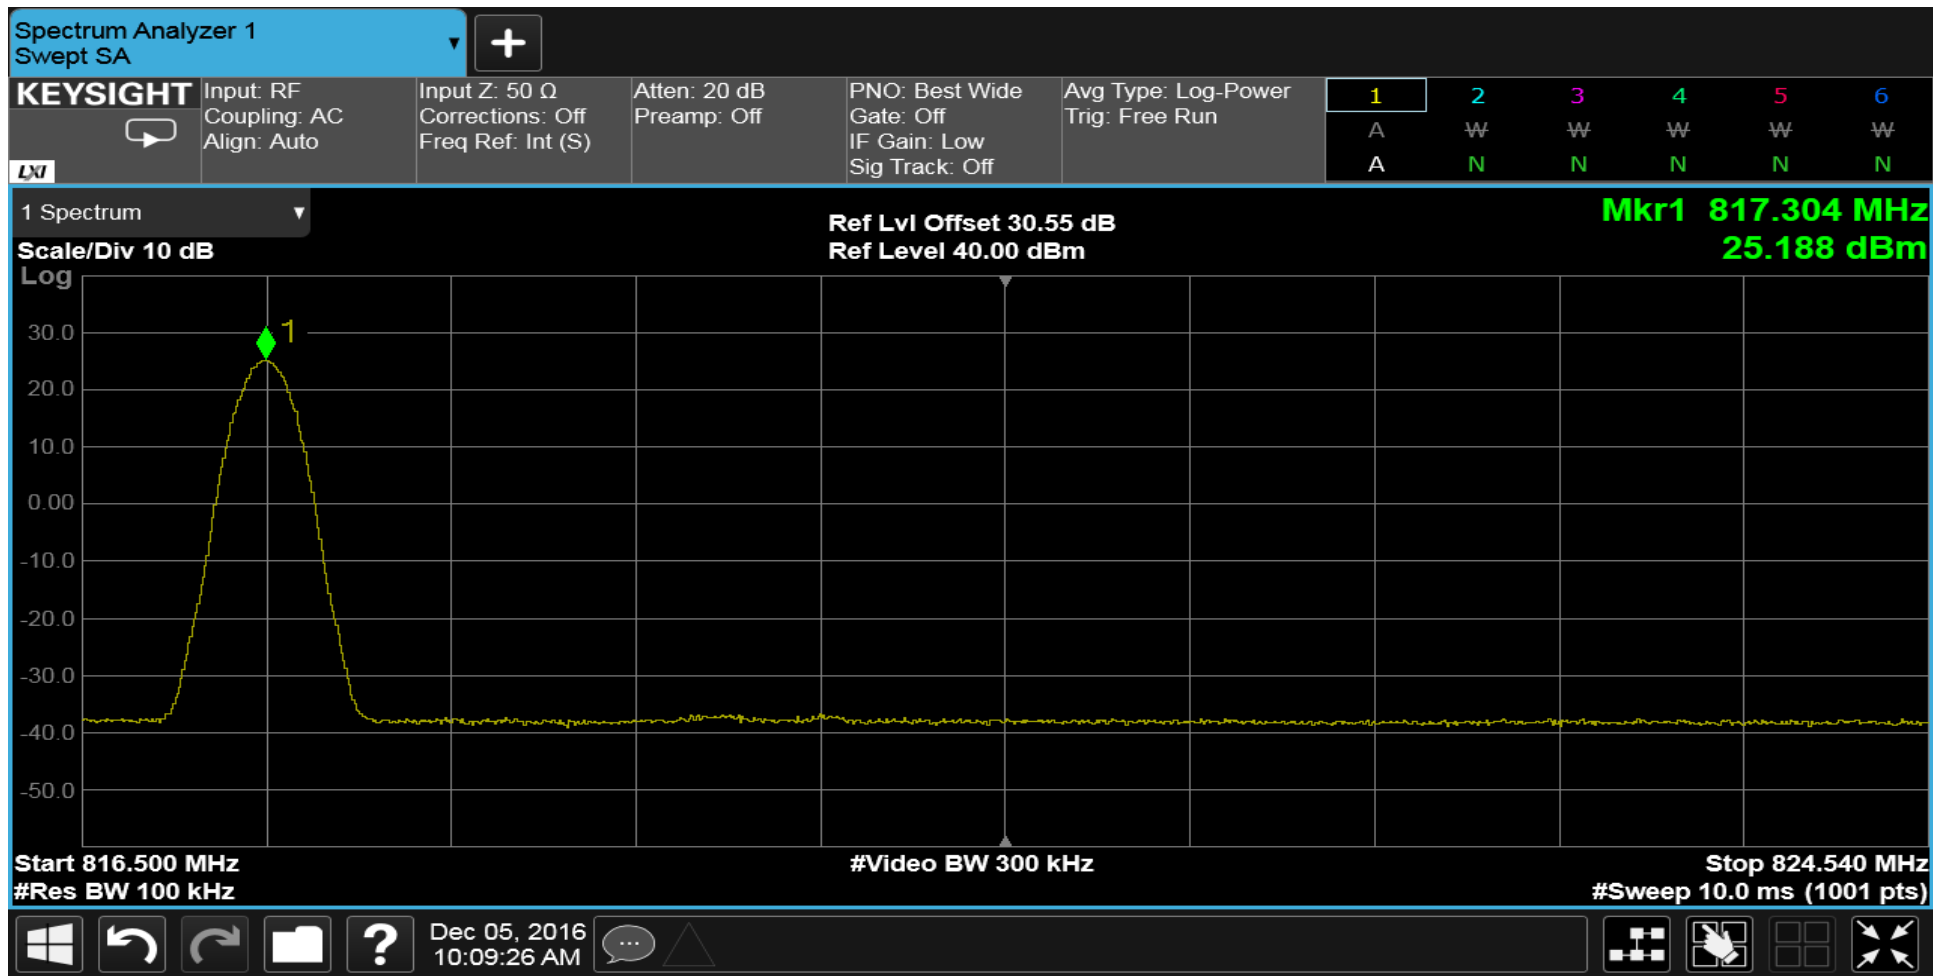 Spectrum Analyzer 1
Swept SA
KEYSIGHT
LXI
Input: RF
Coupling: AC
Align: Auto
Input Z: 50 Ω
Corrections: Off
Freq Ref: Int (S)
Atten: 20 dB
Preamp: Off
PNO: Best Wide
Gate: Off
IF Gain: Low
Sig Track: Off
Avg Type: Log-Power
Trig: Free Run
1 2 3 4 5 6
A W W W W W
A N N N N N
1 Spectrum
Scale/Div 10 dB
Log
Ref Lvl Offset 30.55 dB
Ref Level 40.00 dBm
Mkr1 817.304 MHz
25.188 dBm
1
30.0
20.0
10.0
0.00
-10.0
-20.0
-30.0
-40.0
-50.0
Start 816.500 MHz
#Res BW 100 kHz
#Video BW 300 kHz
Stop 824.540 MHz
#Sweep 10.0 ms (1001 pts)
?
Dec 05, 2016
10:09:26 AM